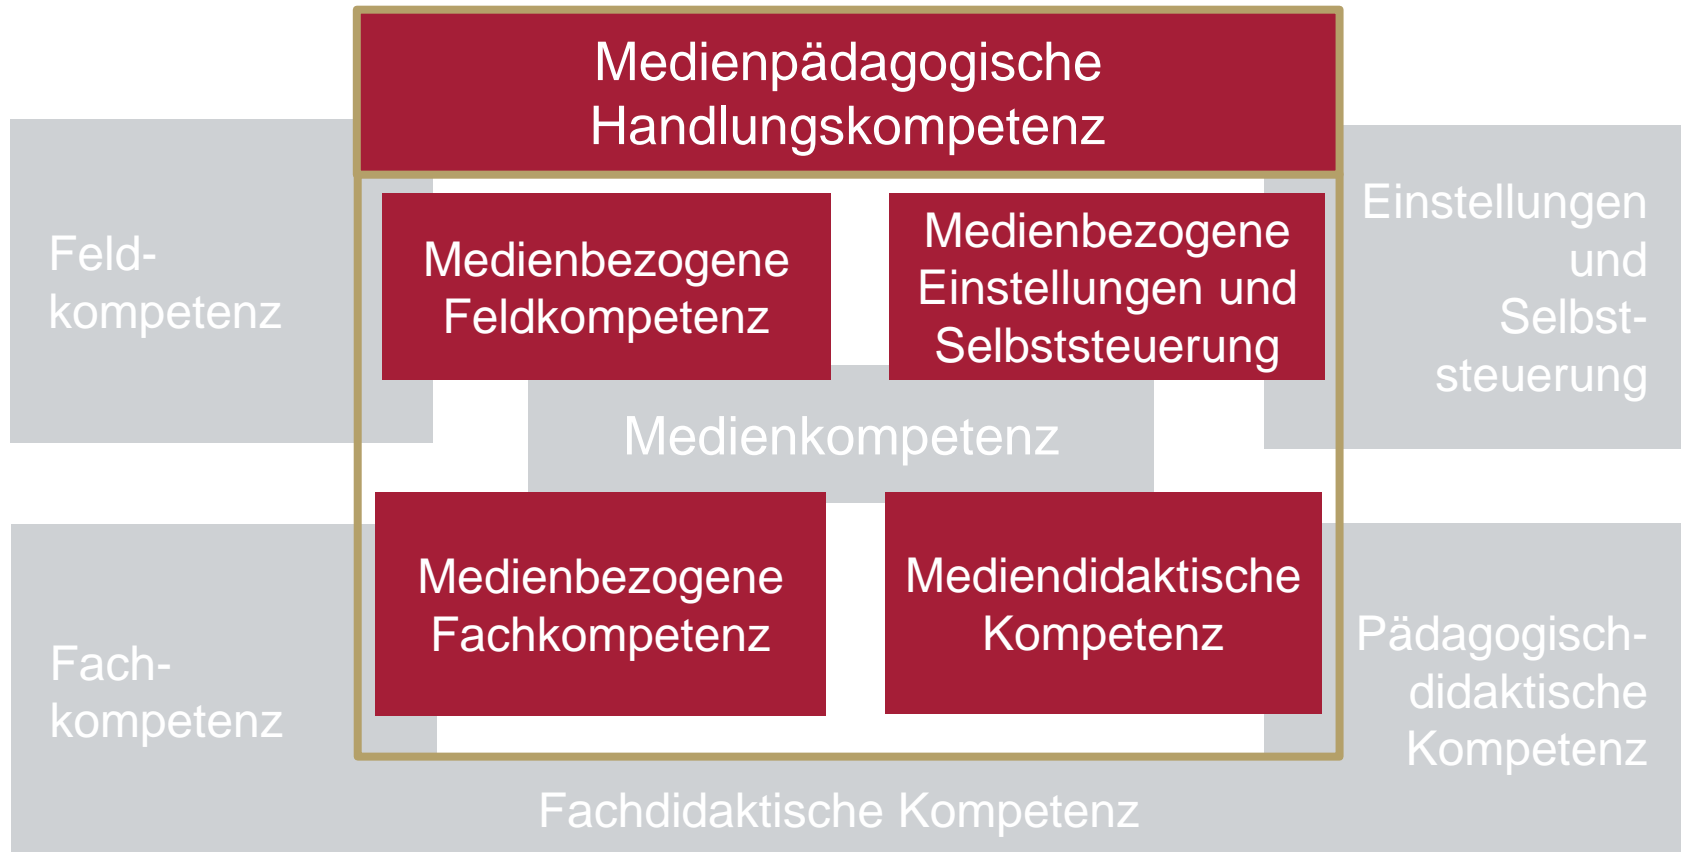 Medienpädagogische
Handlungskompetenz
Feld-
kompetenz
Medienbezogene
Feldkompetenz
Medienbezogene
Einstellungen und
Selbststeuerung
Einstellungen
und
Selbst-
steuerung
Medienkompetenz
Fach-
kompetenz
Medienbezogene
Fachkompetenz
Mediendidaktische
Kompetenz
Pädagogisch-
didaktische
Kompetenz
Fachdidaktische Kompetenz